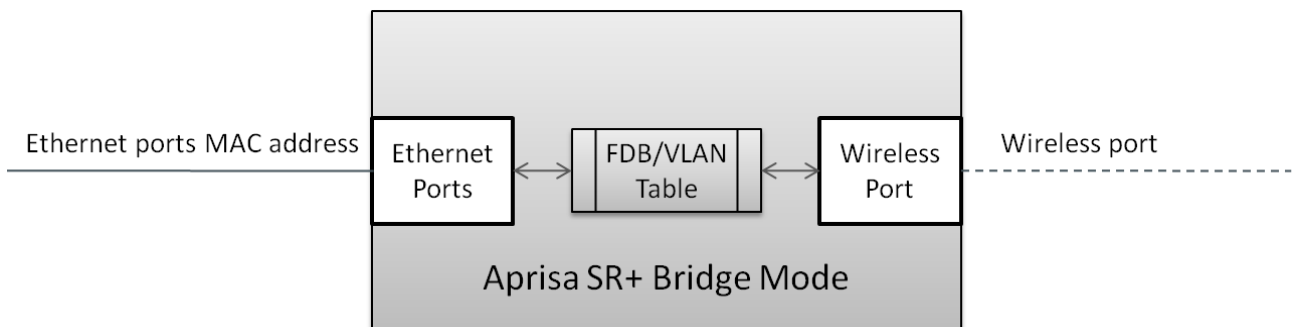 Ethernet ports MAC address
Ethernet
Ports
FDB/VLAN
Table
Wireless
Port
Wireless port
Aprisa SR+ Bridge Mode